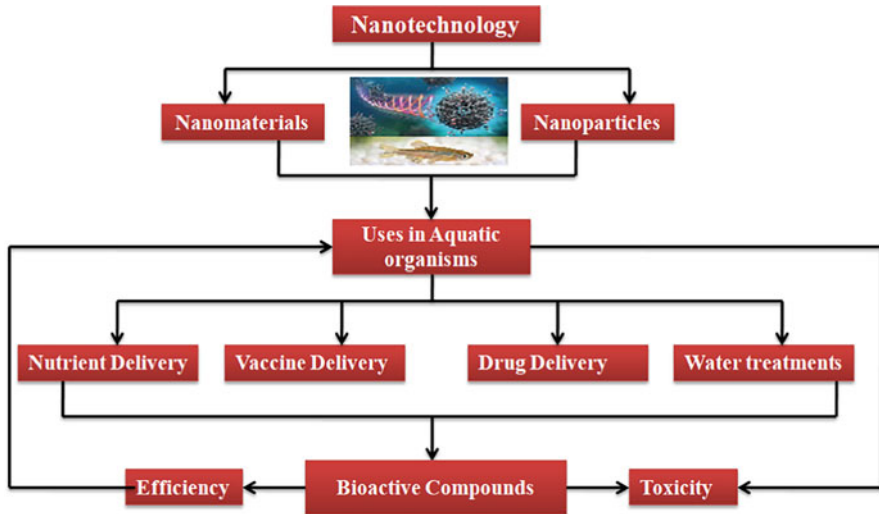 Nanotechnology
Nanomaterials
Nanoparticles
Uses in Aquatic
organisms
Nutrient Delivery
Vaccine Delivery
Drug Delivery
Water treatments
Efficiency
Bioactive Compounds
Toxicity